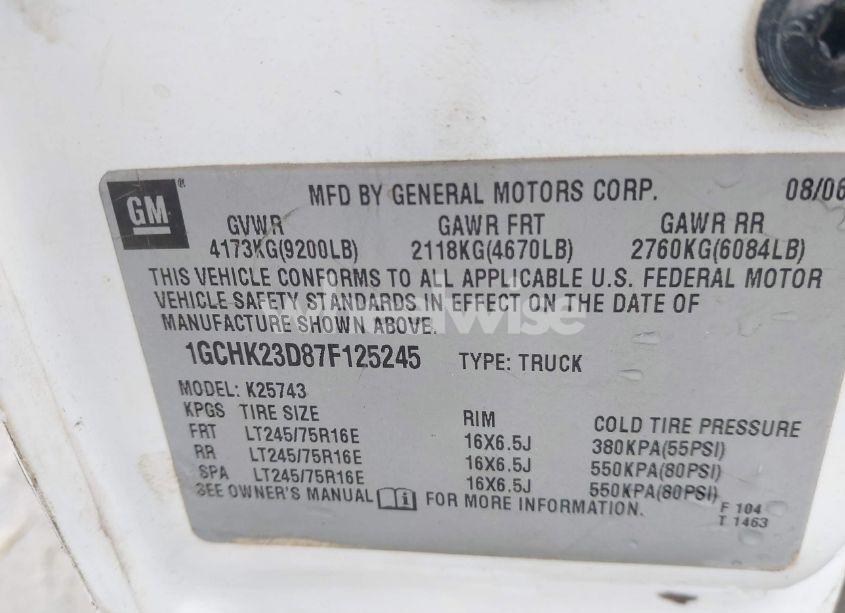 GM®
MFD BY GENERAL MOTORS CORP. 08/06
GVWR GAWR FRT GAWR RR
4173KG(9200LB) 2118KG(4670LB) 2760KG(6084LB)
THIS VEHICLE CONFORMS TO ALL APPLICABLE U.S. FEDERAL MOTOR
VEHICLE SAFETY STANDARDS IN EFFECT ON THE DATE OF
MANUFACTURE SHOWN ABOVE.
1GCHK23D87F125245 TYPE: TRUCK
MODEL: K25743
KPGS TIRE SIZE RIM COLD TIRE PRESSURE
FRT LT245/75R16E 16X6.5J 380KPA(55PSI)
RR LT245/75R16E 16X6.5J 550KPA(80PSI)
SPA LT245/75R16E 16X6.5J 550KPA(80PSI)
SEE OWNER'S MANUAL i FOR MORE INFORMATION.
F 104
T 1463